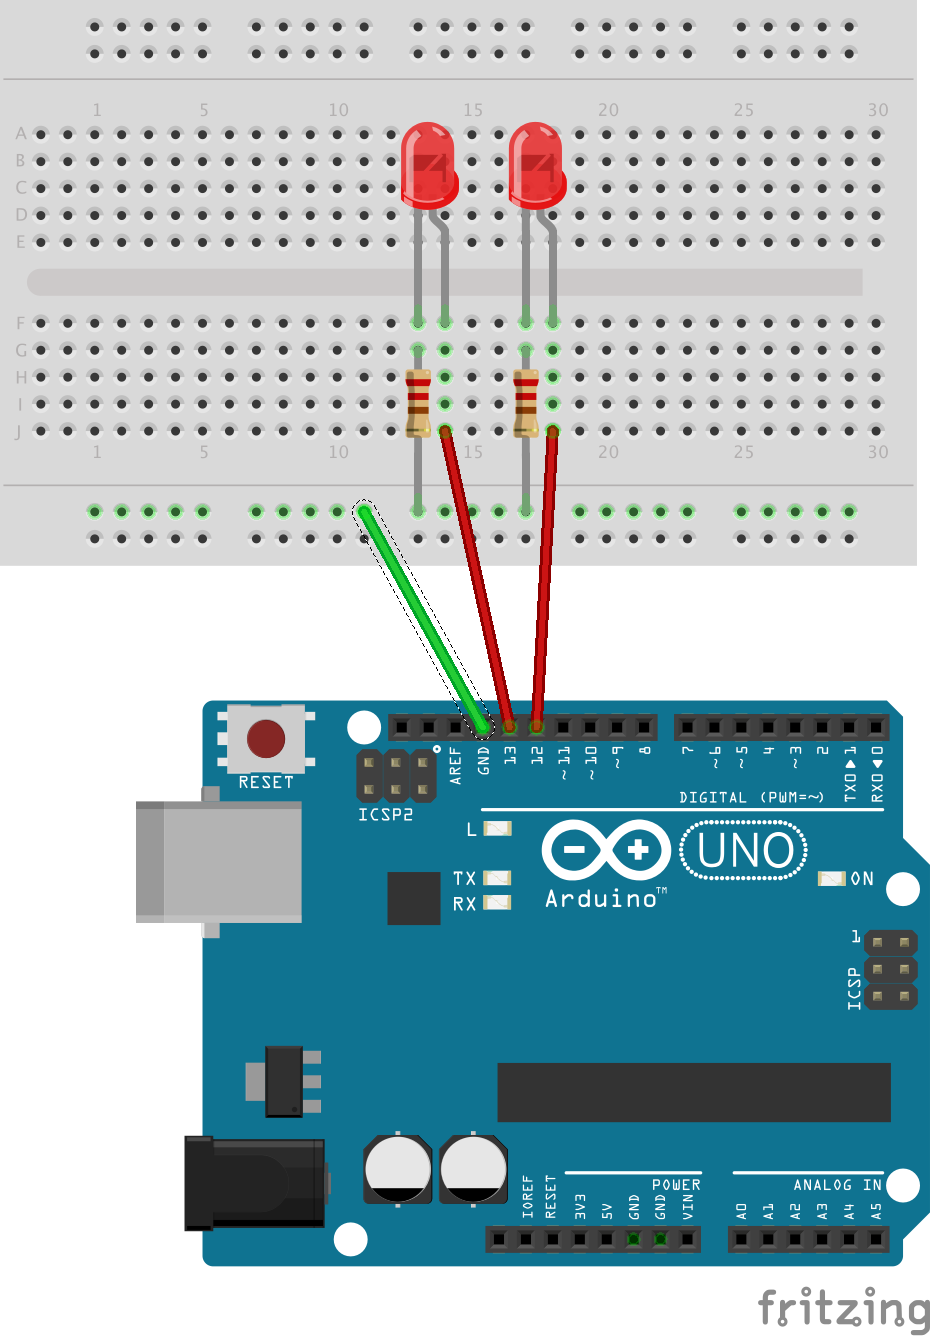 1 5 10 15 20 25 30
A
B
C
D
E
F
G
H
I
J
1 5 10 15 20 25 30
RESET
ICSP2
AREF
GND
13
12
~11
~10
~9
8
7
~6
~5
4
~3
2
TX0▶1
RX0◀0
DIGITAL (PWM=~)
L
TX
RX
UNO
Arduino™
ON
1
ICSP
IOREF
RESET
3V3
5V
GND
GND
VIN
POWER
A0
A1
A2
A3
A4
A5
ANALOG IN
fritzing